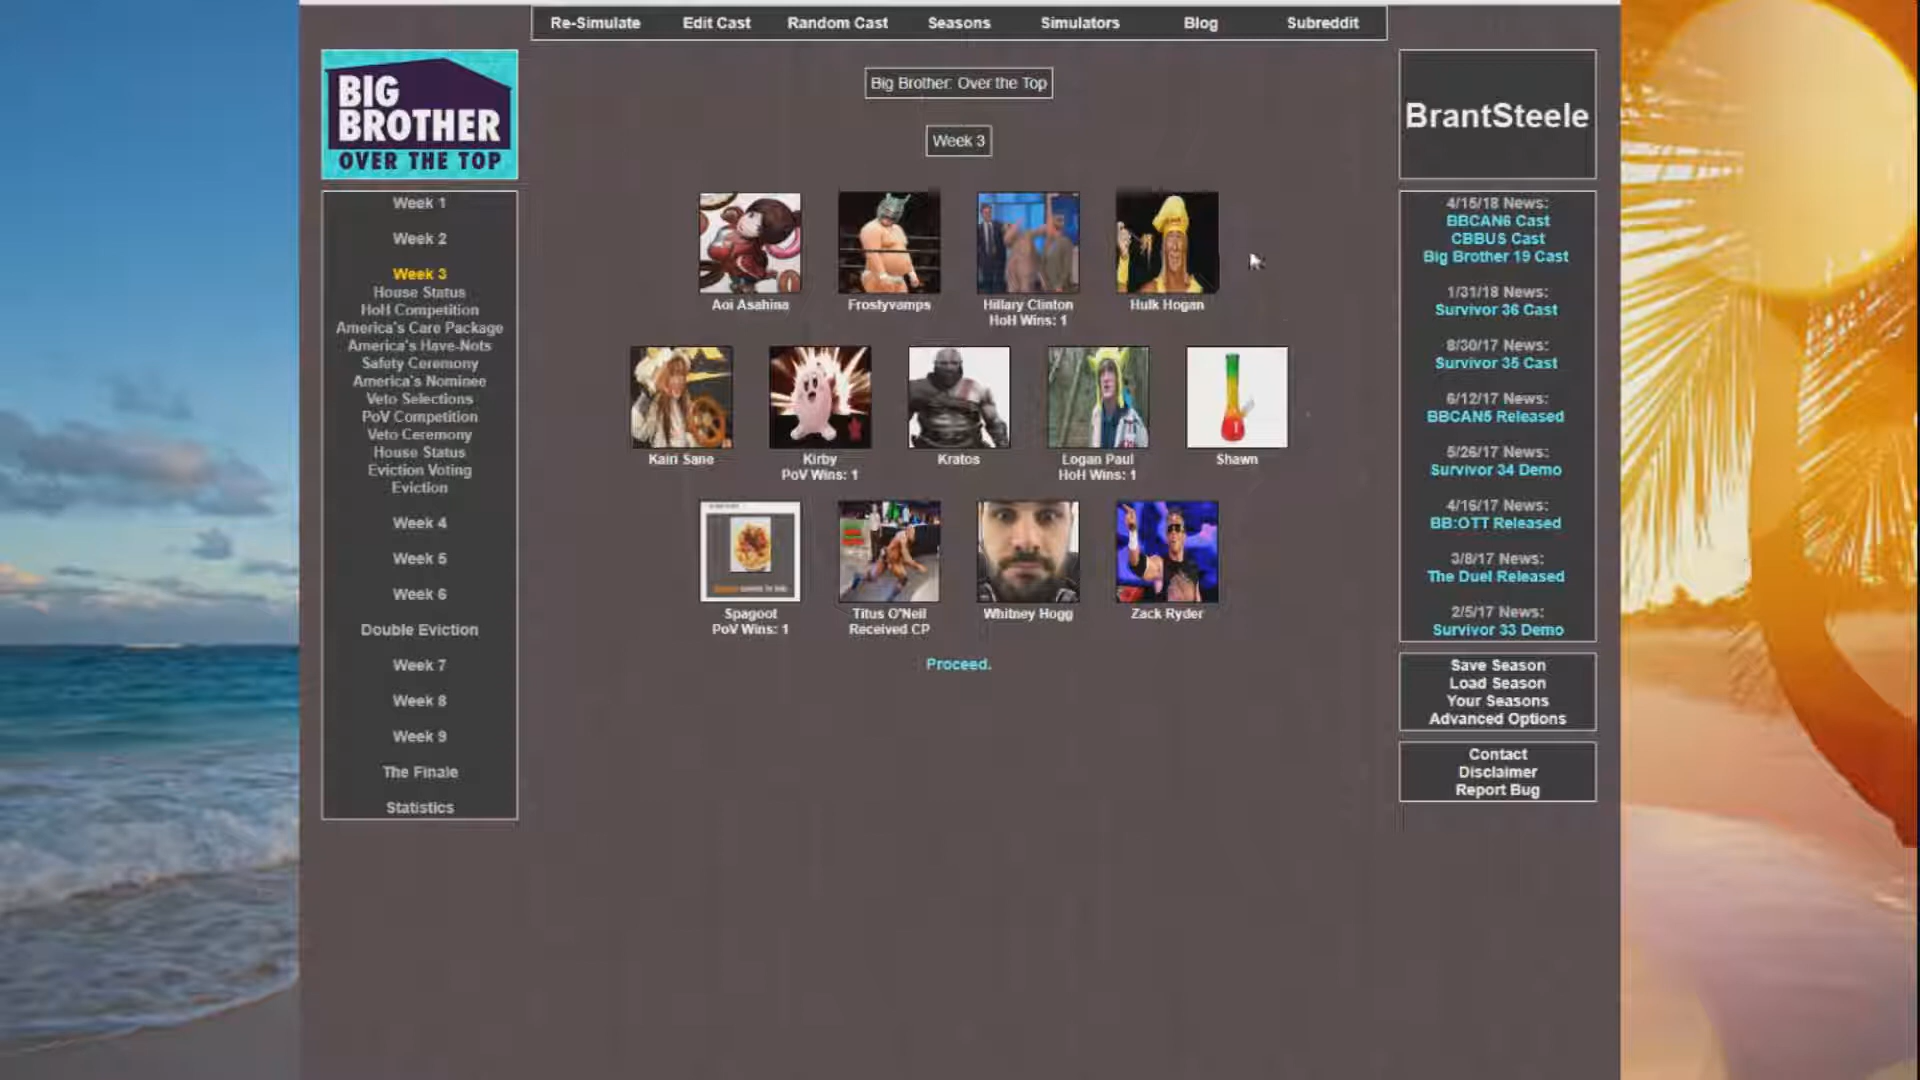 Re-Simulate Edit Cast Random Cast Seasons Simulators Blog Subreddit
BIG
BROTHER
OVER THE TOP
Week 1
Week 2
Week 3
House Status
HoH Competition
America's Care Package
America's Have-Nots
Safety Ceremony
America's Nominee
Veto Selections
PoV Competition
Veto Ceremony
House Status
Eviction Voting
Eviction
Week 4
Week 5
Week 6
Double Eviction
Week 7
Week 8
Week 9
The Finale
Statistics
Big Brother: Over the Top
Week 3
Aoi Asahina Frostyvamps Hillary Clinton Hulk Hogan
HoH Wins: 1
Kairi Sane Kirby Kratos Logan Paul Shawn
PoV Wins: 1 HoH Wins: 1
Spagoot Titus O'Neil Whitney Hogg Zack Ryder
PoV Wins: 1 Received CP
Proceed.
BrantSteele
4/15/18 News:
BBCAN6 Cast
CBBUS Cast
Big Brother 19 Cast
1/31/18 News:
Survivor 36 Cast
8/30/17 News:
Survivor 35 Cast
6/12/17 News:
BBCAN5 Released
5/26/17 News:
Survivor 34 Demo
4/16/17 News:
BB:OTT Released
3/8/17 News:
The Duel Released
2/5/17 News:
Survivor 33 Demo
Save Season
Load Season
Your Seasons
Advanced Options
Contact
Disclaimer
Report Bug